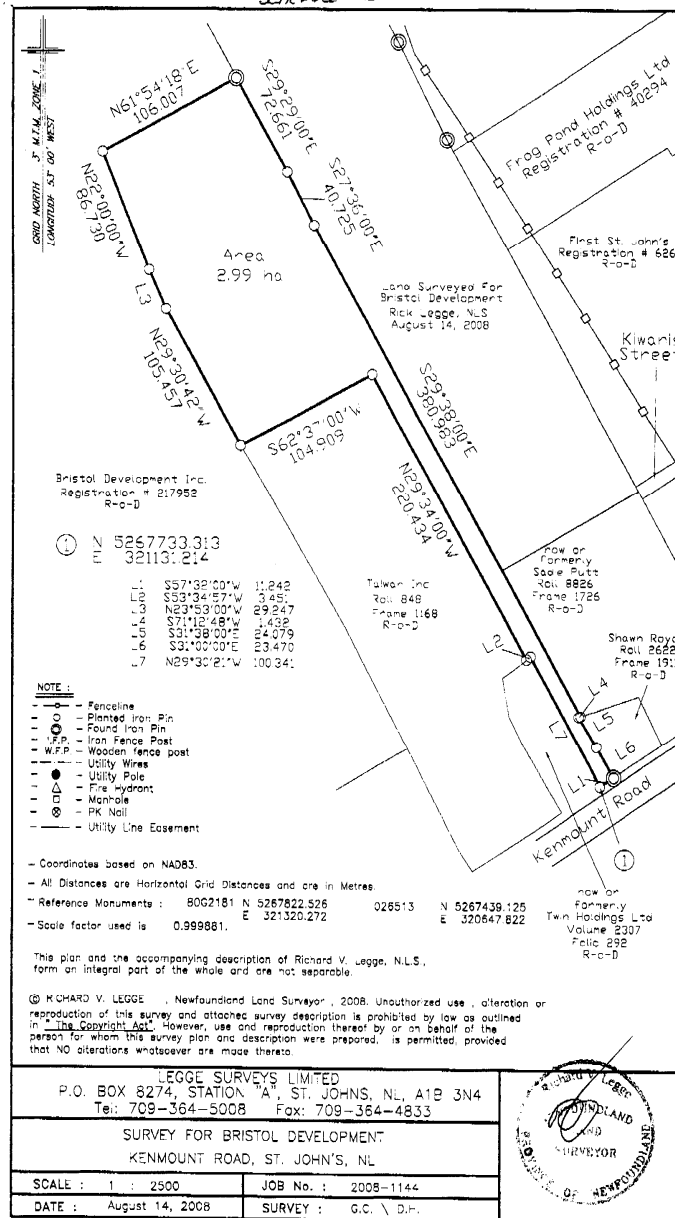 GRID NORTH 3° M.T.M. ZONE 1
LONGITUDE 53° 00' WEST
N61°54'18"E
106.007
S29°29'00"E
72.661
S27°36'00"E
40.725
N22°00'00"W
86.730
L3
N29°30'42"W
105.457
Area
2.99 ha
S62°37'00"W
104.909
S29°38'00"E
380.983
N29°34'00"W
220.434
Frog Pond Holdings Ltd
Registration # 40294
R-o-D
First St. John's
Registration # 626
R-o-D
Land Surveyed For
Bristol Development
Rick Legge, NLS
August 14, 2008
Kiwanis
Street
Bristol Development Inc.
Registration # 217952
R-o-D
① N 5267733.313
E 321131.214
L1 S57°32'00"W 11.242
L2 S53°34'57"W 3.451
L3 N23°53'00"W 29.247
L4 S71°12'48"W 1.432
L5 S31°38'00"E 24.079
L6 S31°00'00"E 23.470
L7 N29°30'21"W 100.341
Talwan Inc
Roll 848
Frame 1168
R-o-D
now or
Formerly
Sadie Putt
Roll 8826
Frame 1726
R-o-D
Roll 2622
R-o-D
L2
L4
L5
L7
L6
L1
Kenmount Road
①
NOTE :
- Fenceline
- Planted Iron Pin
- Found Iron Pin
- I.F.P. - Iron Fence Post
- W.F.P. - Wooden fence post
- Utility Wires
- Utility Pole
- Fire Hydrant
- Manhole
- PK Nail
- Utility Line Easement
- Coordinates based on NAD83.
- All Distances are Horizontal Grid Distances and are in Metres.
- Reference Monuments : 80G2181 N 5267822.526 026513 N 5267439.125
E 321320.272 E 320647.822
- Scale factor used is 0.999881.
now or
formerly
Twin Holdings Ltd
Volume 2307
Folio 292
R-o-D
This plan and the accompanying description of Richard V. Legge, N.L.S.,
form an integral part of the whole and are not separable.
© RICHARD V. LEGGE , Newfoundland Land Surveyor , 2008. Unauthorized use , alteration or
reproduction of this survey and attached survey description is prohibited by law as outlined
in " The Copyright Act". However, use and reproduction thereof by or on behalf of the
person for whom this survey plan and description were prepared, is permitted, provided
that NO alterations whatsoever are made thereto.
LEGGE SURVEYS LIMITED
P.O. BOX 8274, STATION "A", ST. JOHNS, NL, A1B 3N4
Tel: 709-364-5008 Fax: 709-364-4833
SURVEY FOR BRISTOL DEVELOPMENT
KENMOUNT ROAD, ST. JOHN'S, NL
SCALE : 1 : 2500 JOB No. : 2008-1144
DATE : August 14, 2008 SURVEY : G.C. \ D.H.
Richard V. Legge
NEWFOUNDLAND
LAND
SURVEYOR
PROVINCE OF NEWFOUNDLAND